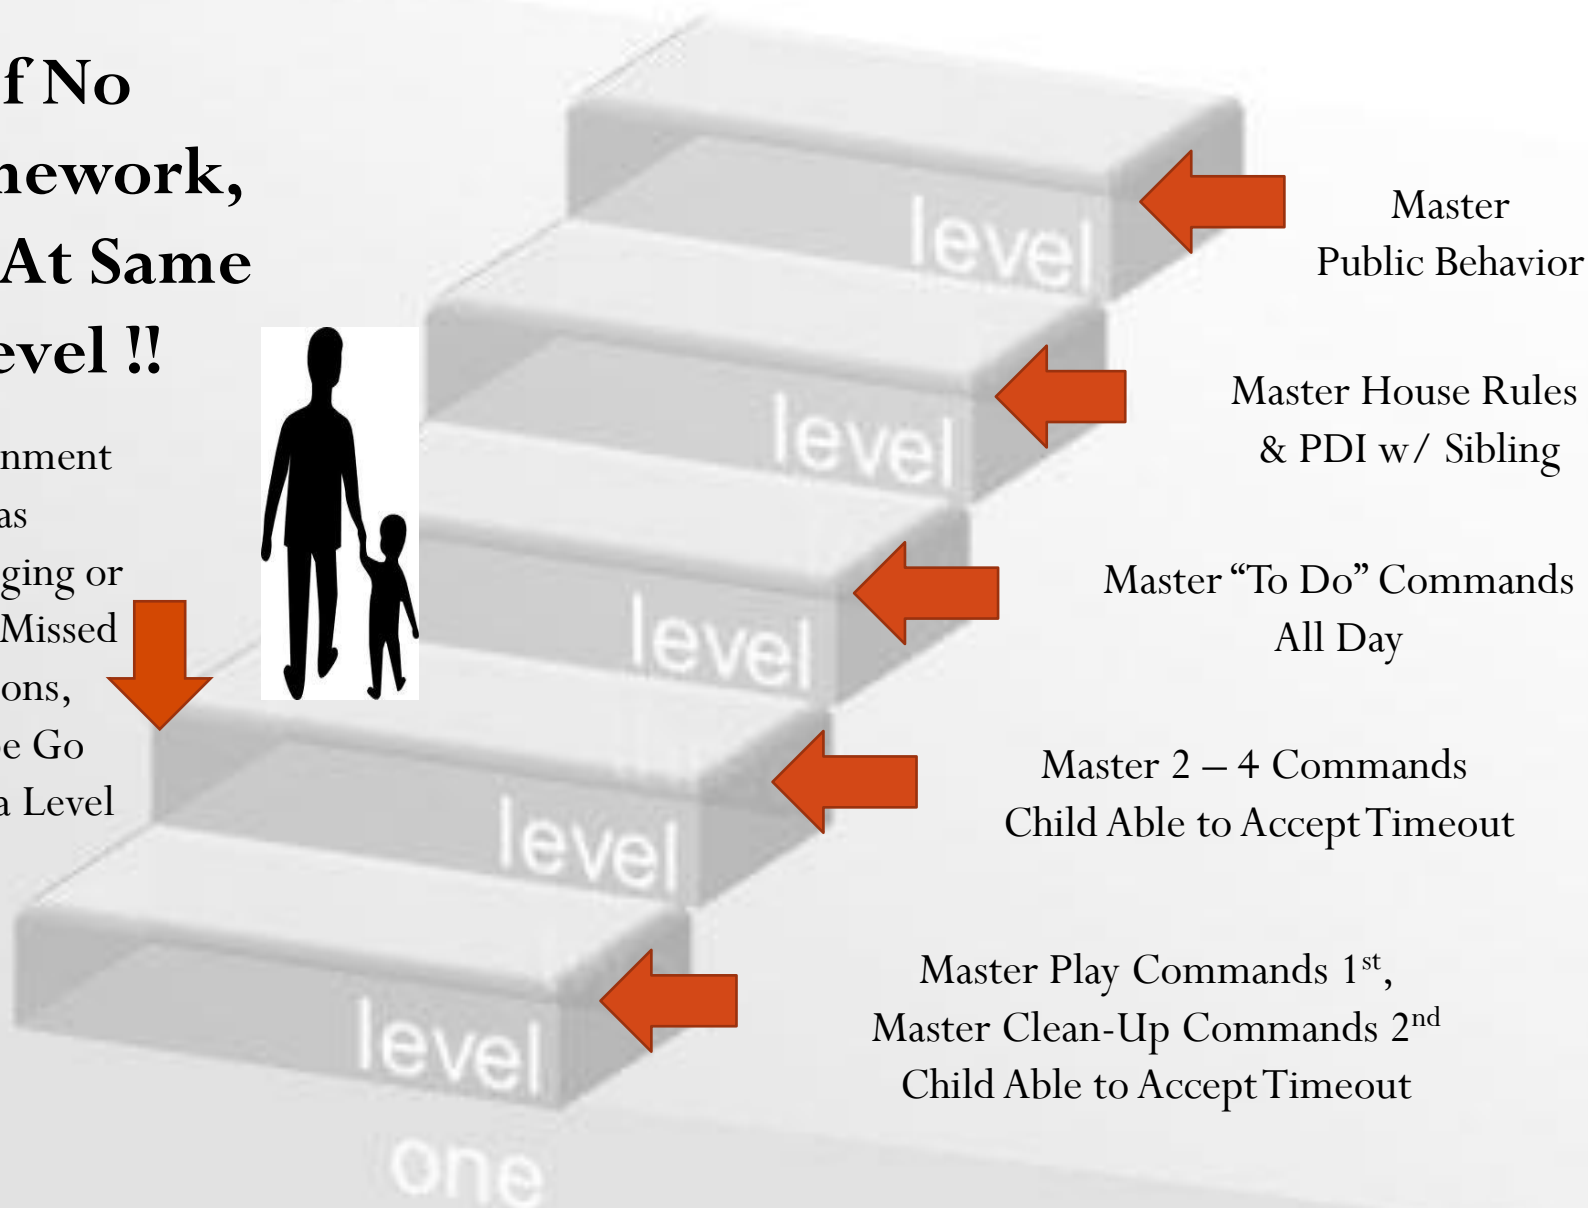 f No
mework,
At Same
evel !!
nment
as
ging or
Missed
ons,
be Go
a Level
level
Master
Public Behavior
level
Master House Rules
& PDI w/ Sibling
level
Master “To Do” Commands
All Day
level
Master 2 – 4 Commands
Child Able to Accept Timeout
level
one
Master Play Commands 1st,
Master Clean-Up Commands 2nd
Child Able to Accept Timeout